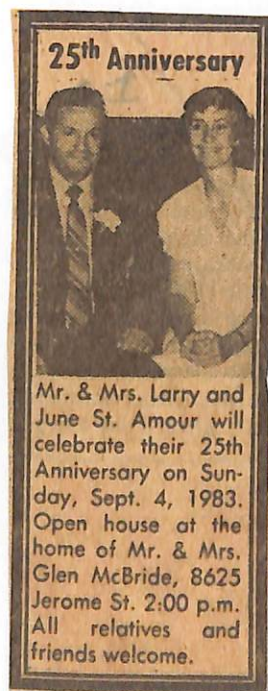 25th Anniversary
Mr. & Mrs. Larry and
June St. Amour will
celebrate their 25th
Anniversary on Sun-
day, Sept. 4, 1983.
Open house at the
home of Mr. & Mrs.
Glen McBride, 8625
Jerome St. 2:00 p.m.
All relatives and
friends welcome.